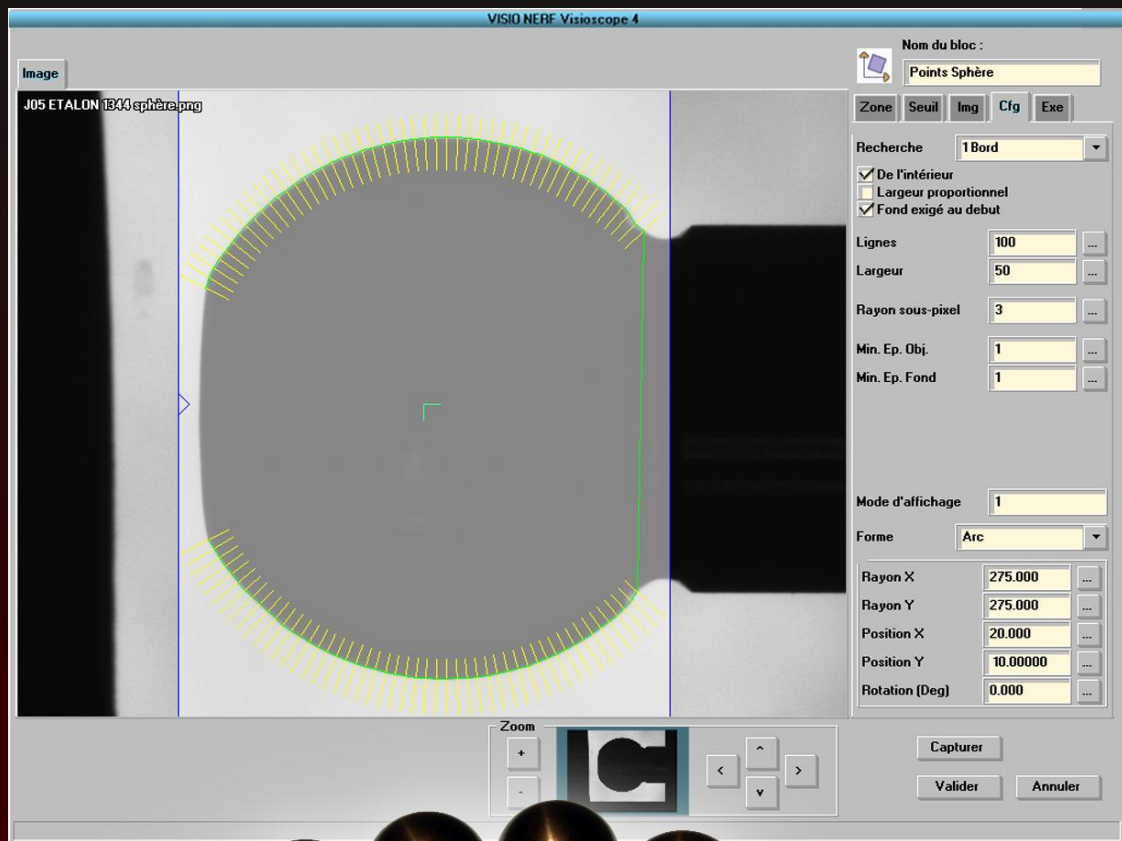 VISIO NERF Visioscope 4
Nom du bloc :
Points Sphère
Image
Zone Seuil Img Cfg Exe
J05 ETALON 1344 sphère.png
Recherche 1 Bord
De l'intérieur
Largeur proportionnel
Fond exigé au debut
Lignes 100 ...
Largeur 50 ...
Rayon sous-pixel 3 ...
Min. Ep. Obj. 1 ...
Min. Ep. Fond 1 ...
Mode d'affichage 1
Forme Arc
Rayon X 275.000 ...
Rayon Y 275.000 ...
Position X 20.000 ...
Position Y 10.00000 ...
Rotation (Deg) 0.000 ...
Zoom
+
-
< ^ v >
Capturer
Valider Annuler